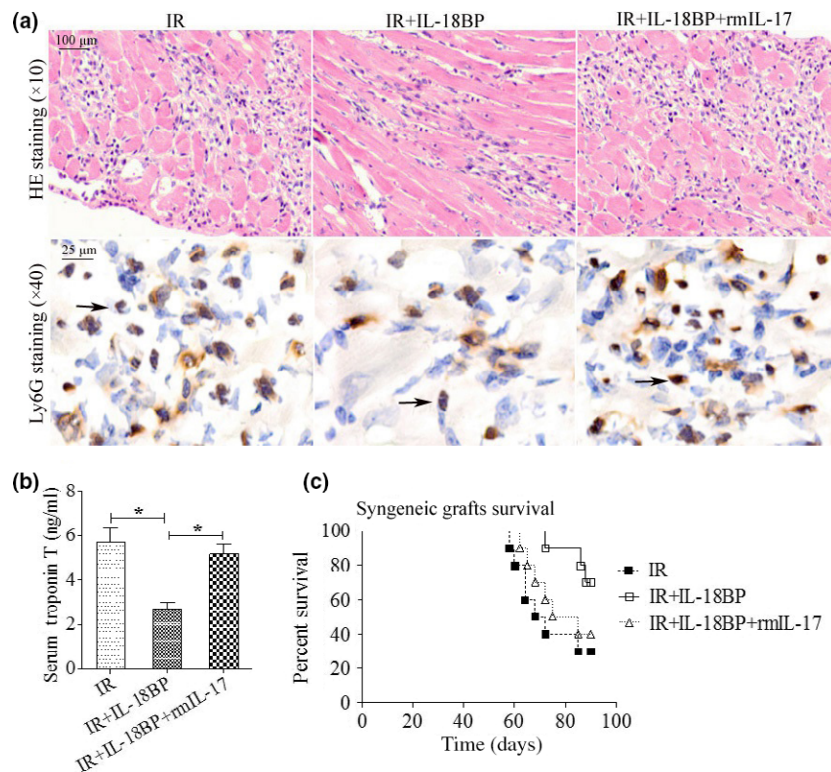 (a)
IR
IR+IL-18BP
IR+IL-18BP+rmIL-17
HE staining (×10)
100 μm
Ly6G staining (×40)
25 μm
(b)
Serum troponin T (ng/ml)
8
6
4
2
0
*
*
IR
IR+IL-18BP
IR+IL-18BP+rmIL-17
(c)
Syngeneic grafts survival
Percent survival
100
80
60
40
20
0
0
20
40
60
80
100
Time (days)
IR
IR+IL-18BP
IR+IL-18BP+rmIL-17